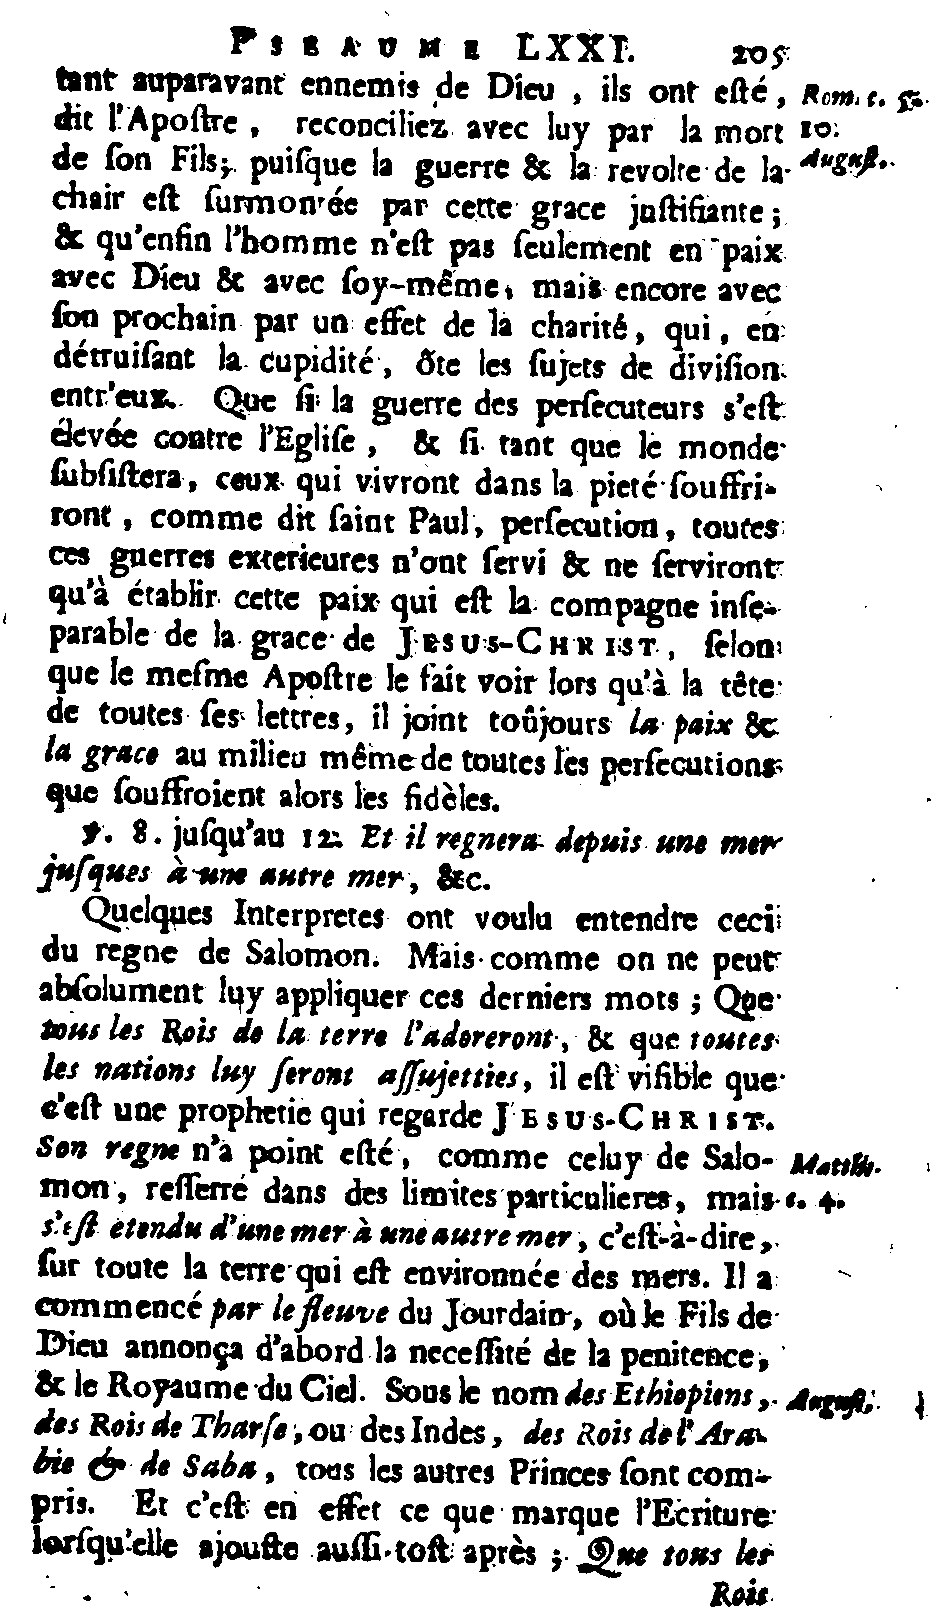 PSEAUME LXXI. 205
tant auparavant ennemis de Dieu, ils ont esté, Rom. c. 5.
dit l'Apoſtre, reconciliez avec luy par la mort 10.
de ſon Fils; puiſque la guerre & la revolte de la Auguſt.
chair eſt ſurmontée par cette grace juſtifiante;
& qu'enfin l'homme n'eſt pas ſeulement en paix
avec Dieu & avec ſoy-même, mais encore avec
ſon prochain par un effet de la charité, qui, en
détruiſant la cupidité, ôte les ſujets de diviſion
entr'eux. Que ſi la guerre des perſecuteurs s'eſt
élevée contre l'Egliſe, & ſi tant que le monde
ſubſiſtera, ceux qui vivront dans la pieté ſouffri-
ront, comme dit ſaint Paul, perſecution, toutes
ces guerres exterieures n'ont ſervi & ne ſerviront
qu'à établir cette paix qui eſt la compagne inſe-
parable de la grace de JESUS-CHRIST, ſelon
que le meſme Apoſtre le fait voir lors qu'à la tête
de toutes ſes lettres, il joint toûjours la paix &
la grace au milieu même de toutes les perſecutions
que ſouffroient alors les fidèles.
℣. 8. juſqu'au 12. Et il regnera depuis une mer
juſques à une autre mer, &c.
Quelques Interpretes ont voulu entendre ceci
du regne de Salomon. Mais comme on ne peut
abſolument luy appliquer ces derniers mots; Que
tous les Rois de la terre l'adoreront, & que toutes
les nations luy ſeront aſſujetties, il eſt viſible que
c'eſt une prophetie qui regarde JESUS-CHRIST.
Son regne n'a point eſté, comme celuy de Salo- Matth.
mon, reſſerré dans des limites particulieres, mais c. 4.
s'eſt étendu d'une mer à une autre mer, c'eſt-à-dire,
ſur toute la terre qui eſt environnée des mers. Il a
commencé par le fleuve du Jourdain, où le Fils de
Dieu annonça d'abord la neceſſité de la penitence,
& le Royaume du Ciel. Sous le nom des Ethiopiens, Auguſt.
des Rois de Tharſe, ou des Indes, des Rois de l'Ara-
bie & de Saba, tous les autres Princes ſont com-
pris. Et c'eſt en effet ce que marque l'Ecriture
lorſqu'elle ajouſte auſſi-toſt après; Que tous les
Rois